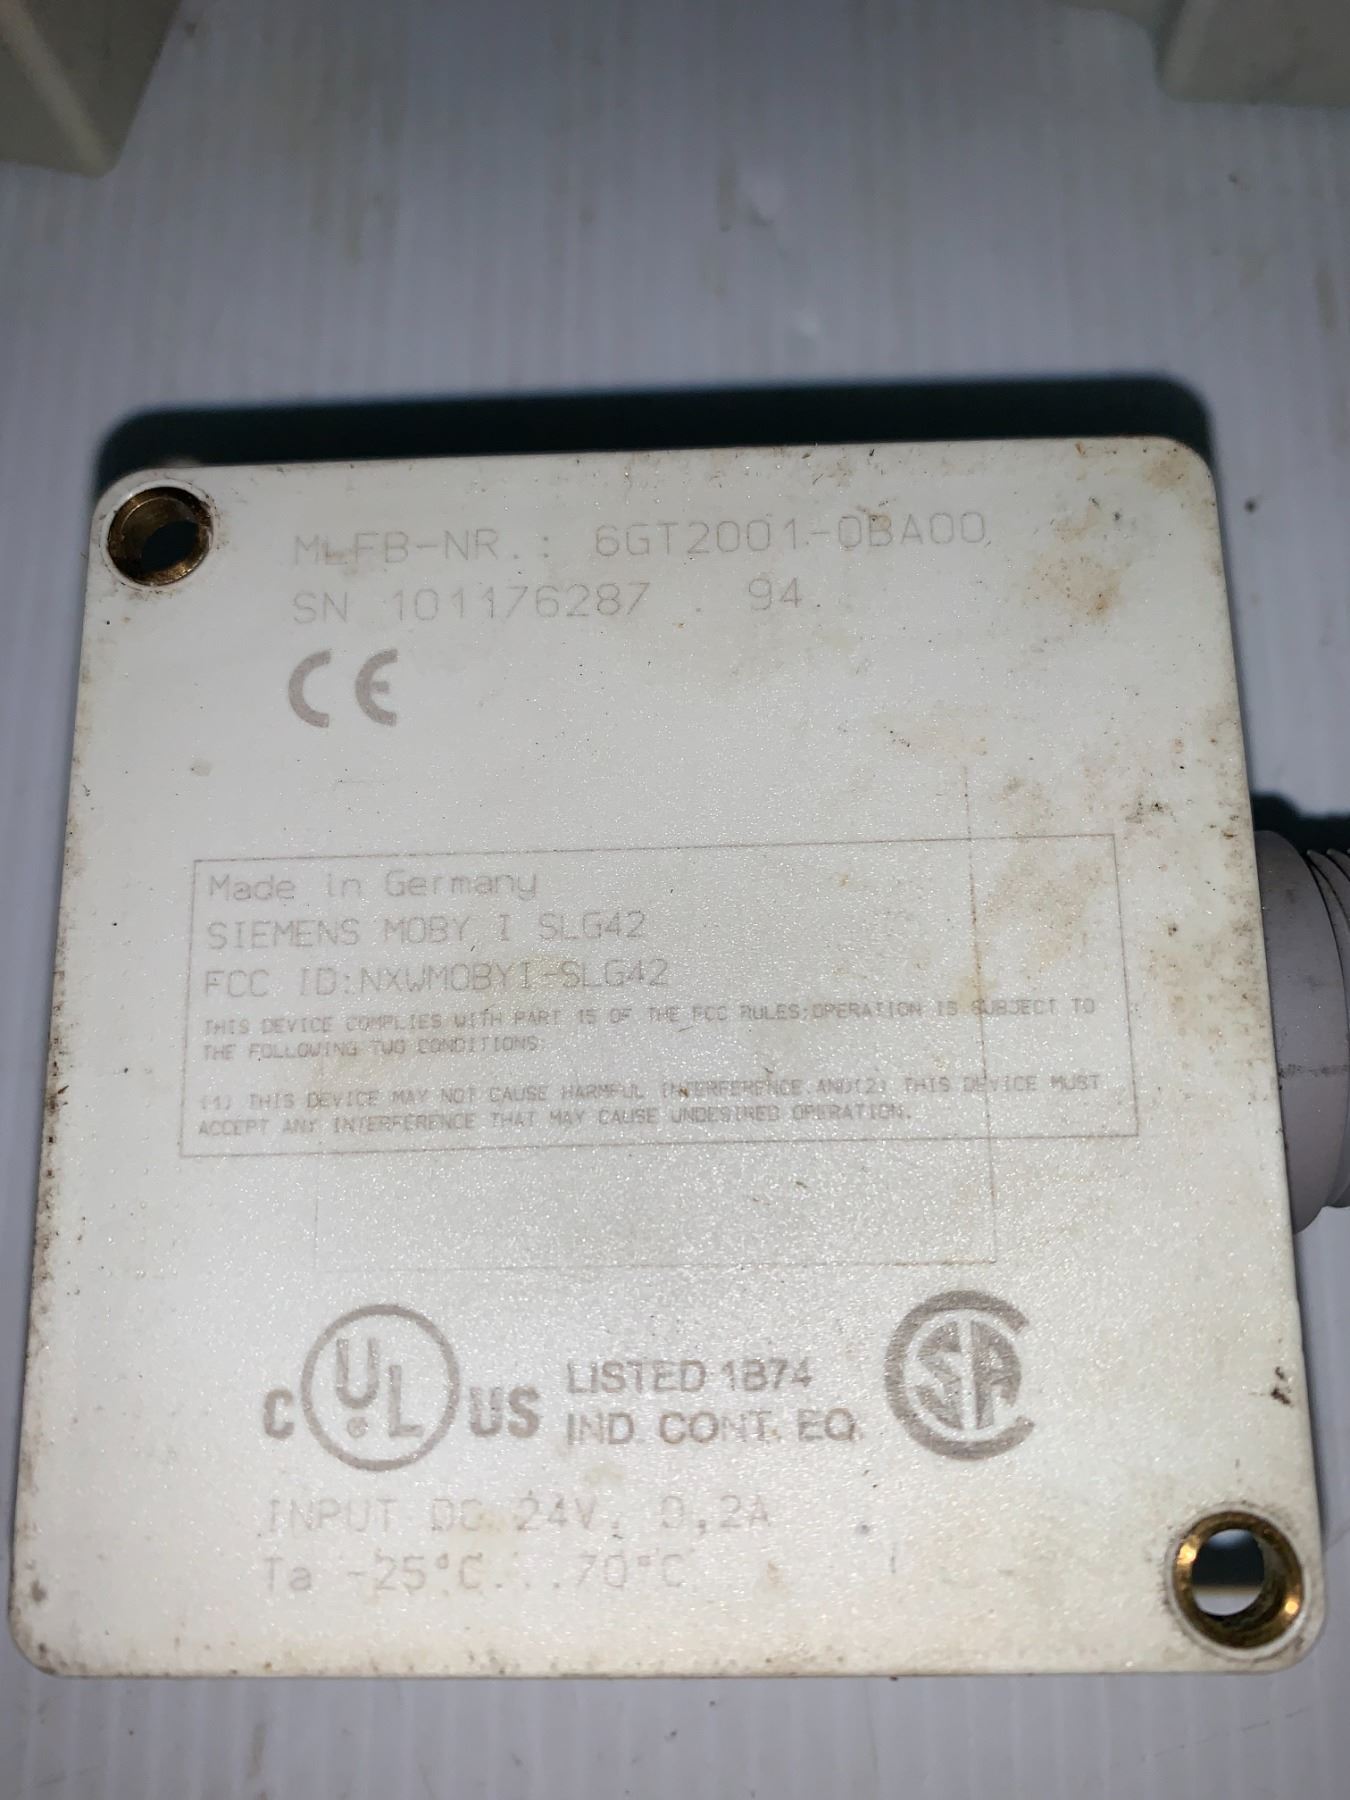 MLFB-NR.: 6GT2001-0BA00
SN 101176287 . 94
CE
Made in Germany
SIEMENS MOBY I SLG42
FCC ID:NXWMOBYI-SLG42
THIS DEVICE COMPLIES WITH PART 15 OF THE FCC RULES;OPERATION IS SUBJECT TO
THE FOLLOWING TWO CONDITIONS:
(1) THIS DEVICE MAY NOT CAUSE HARMFUL INTERFERENCE AND(2) THIS DEVICE MUST
ACCEPT ANY INTERFERENCE THAT MAY CAUSE UNDESIRED OPERATION.
C UL ® US LISTED 1B74 SA
IND CONT. EQ.
INPUT DC 24V, 0,2A
Ta -25°C...70°C